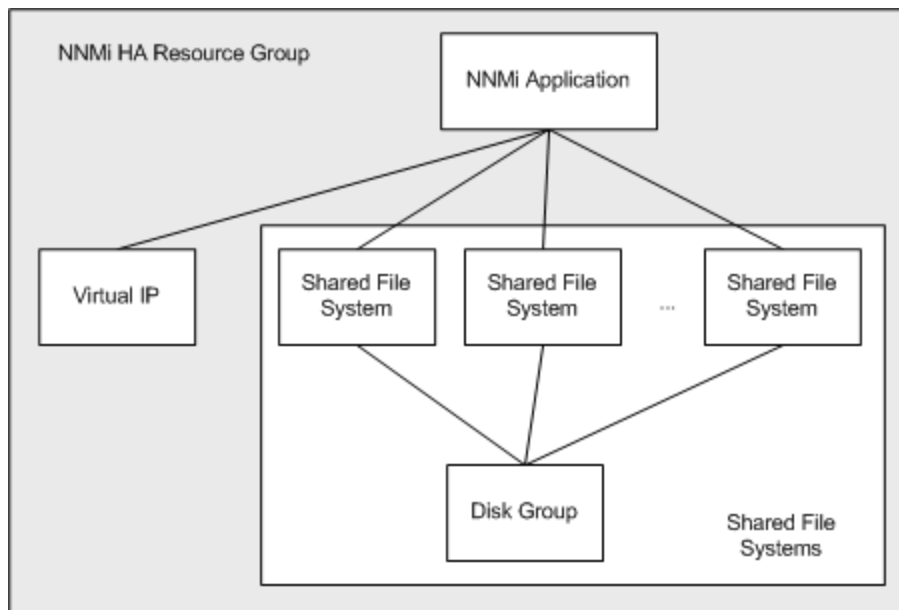 NNMi HA Resource Group
NNMi Application
Virtual IP
Shared File
System
Shared File
System
...
Shared File
System
Disk Group
Shared File
Systems